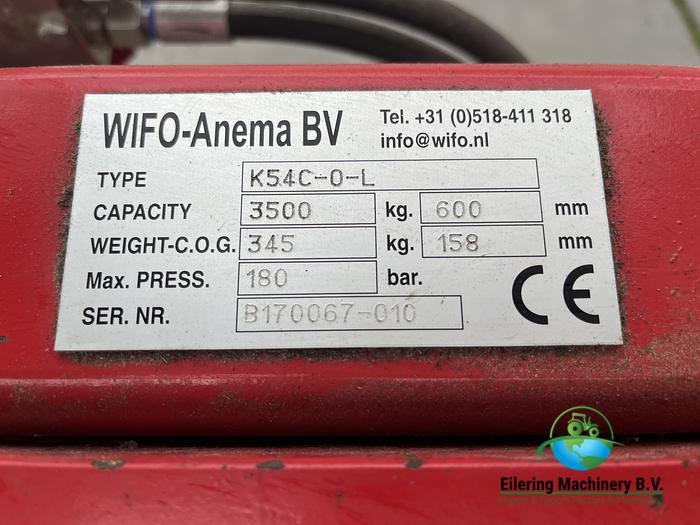 WIFO-Anema BV Tel. +31 (0)518-411 318
info@wifo.nl
TYPE K54C-0-L
CAPACITY 3500 kg. 600 mm
WEIGHT-C.O.G. 345 kg. 158 mm
Max. PRESS. 180 bar.
SER. NR. B170067-010
CE
Eilering Machinery B.V.